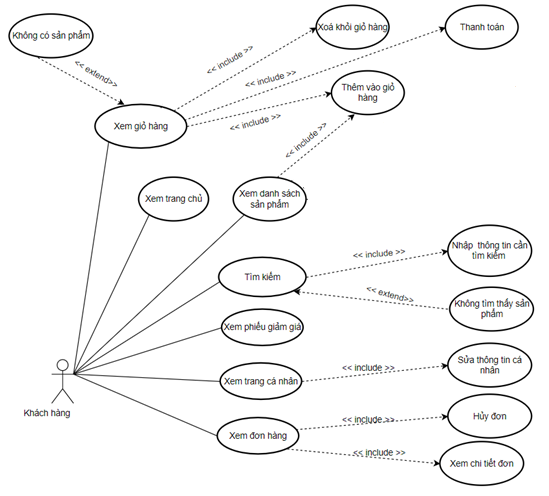 Không có sản phẩm
Xoá khỏi giỏ hàng
Thanh toán
<< extend>>
<< include >>
<< include >>
Thêm vào giỏ
hàng
Xem giỏ hàng
<< include >>
<< include >>
Xem trang chủ
Xem danh sách
sản phẩm
Nhập thông tin cần
tìm kiếm
<< include >>
Tìm kiếm
<< extend>>
Không tìm thấy sản
phẩm
Xem phiếu giảm giá
Sửa thông tin cá
nhân
<< include >>
Xem trang cá nhân
Khách hàng
<< include >>
Hủy đơn
Xem đơn hàng
<< include >>
Xem chi tiết đơn